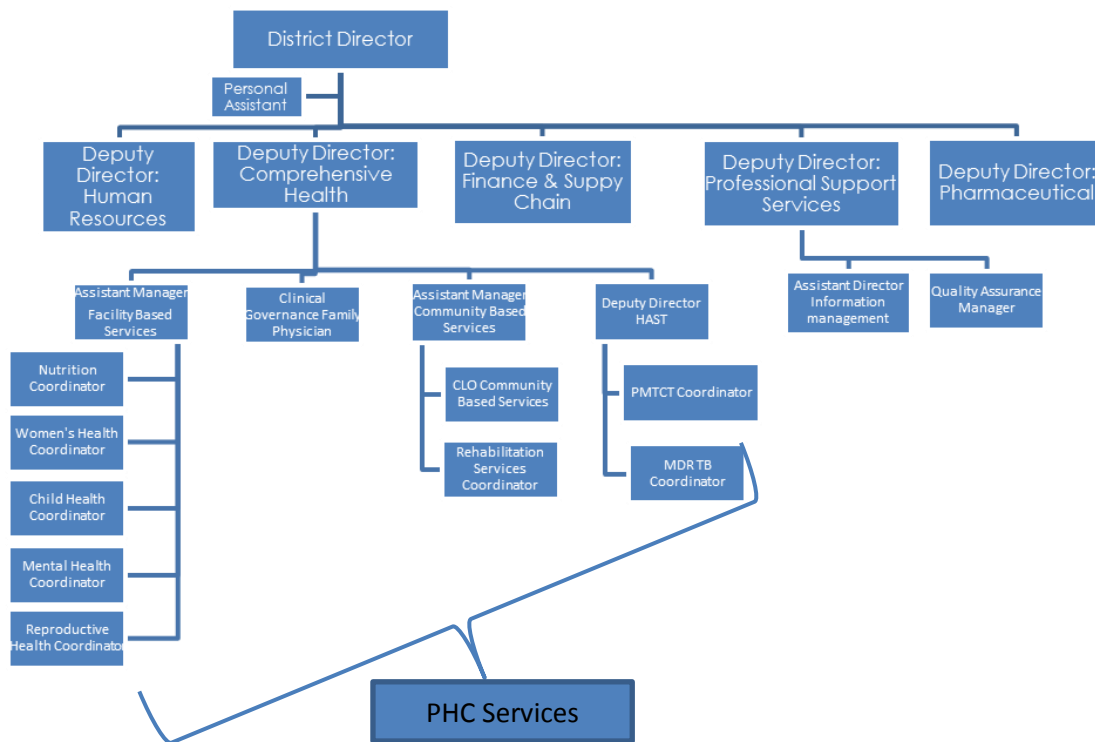 District Director
Personal
Assistant
Deputy
Director:
Human
Resources
Deputy Director:
Comprehensive
Health
Deputy Director:
Finance & Suppy
Chain
Deputy Director:
Professional Support
Services
Deputy Director:
Pharmaceutical
Assistant Manager
Facility Based
Services
Clinical
Governance Family
Physician
Assistant Manager
Community Based
Services
Deputy Director
HAST
Assistant Director
Information
management
Quality Assurance
Manager
Nutrition
Coordinator
Women's Health
Coordinator
Child Health
Coordinator
Mental Health
Coordinator
Reproductive
Health Coordinator
CLO Community
Based Services
Rehabilitation
Services
Coordinator
PMTCT Coordinator
MDR TB
Coordinator
PHC Services